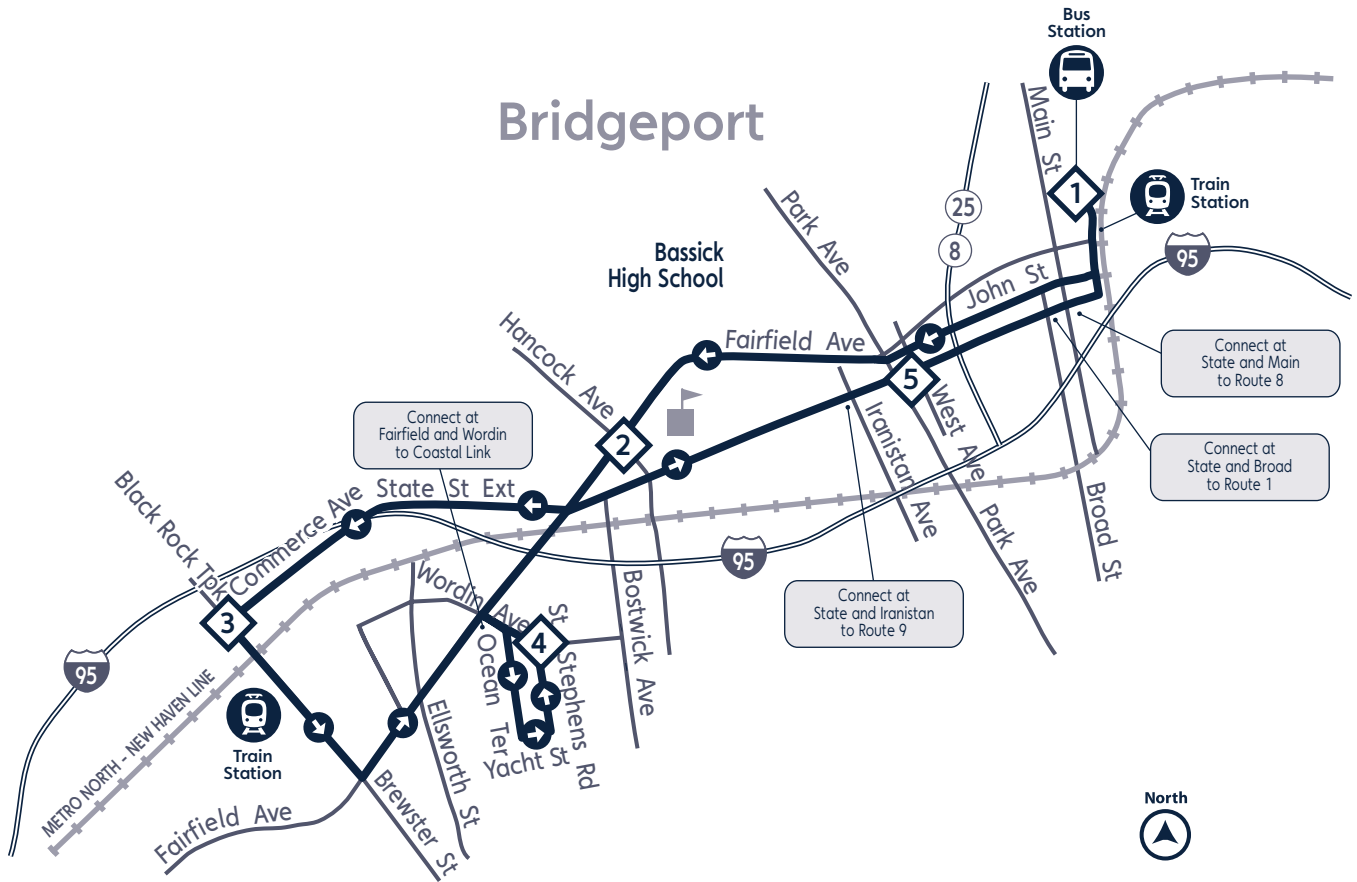 Bus
Station
Bridgeport
Main St
1
Train
Station
25
8
95
Park Ave
Bassick
High School
John St
Fairfield Ave
Hancock Ave
5
West Ave
Iranistan Ave
Connect at
State and Main
to Route 8
Connect at
Fairfield and Wordin
to Coastal Link
2
Connect at
State and Broad
to Route 1
State St Ext
Commerce Ave
Black Rock Tpk
Broad St
Park Ave
95
Connect at
State and Iranistan
to Route 9
Wordin Ave
Bostwick Ave
3
4
St Stephens Rd
Ocean Ter
95
METRO NORTH - NEW HAVEN LINE
Train
Station
Ellsworth St
Yacht St
Brewster St
Fairfield Ave
North